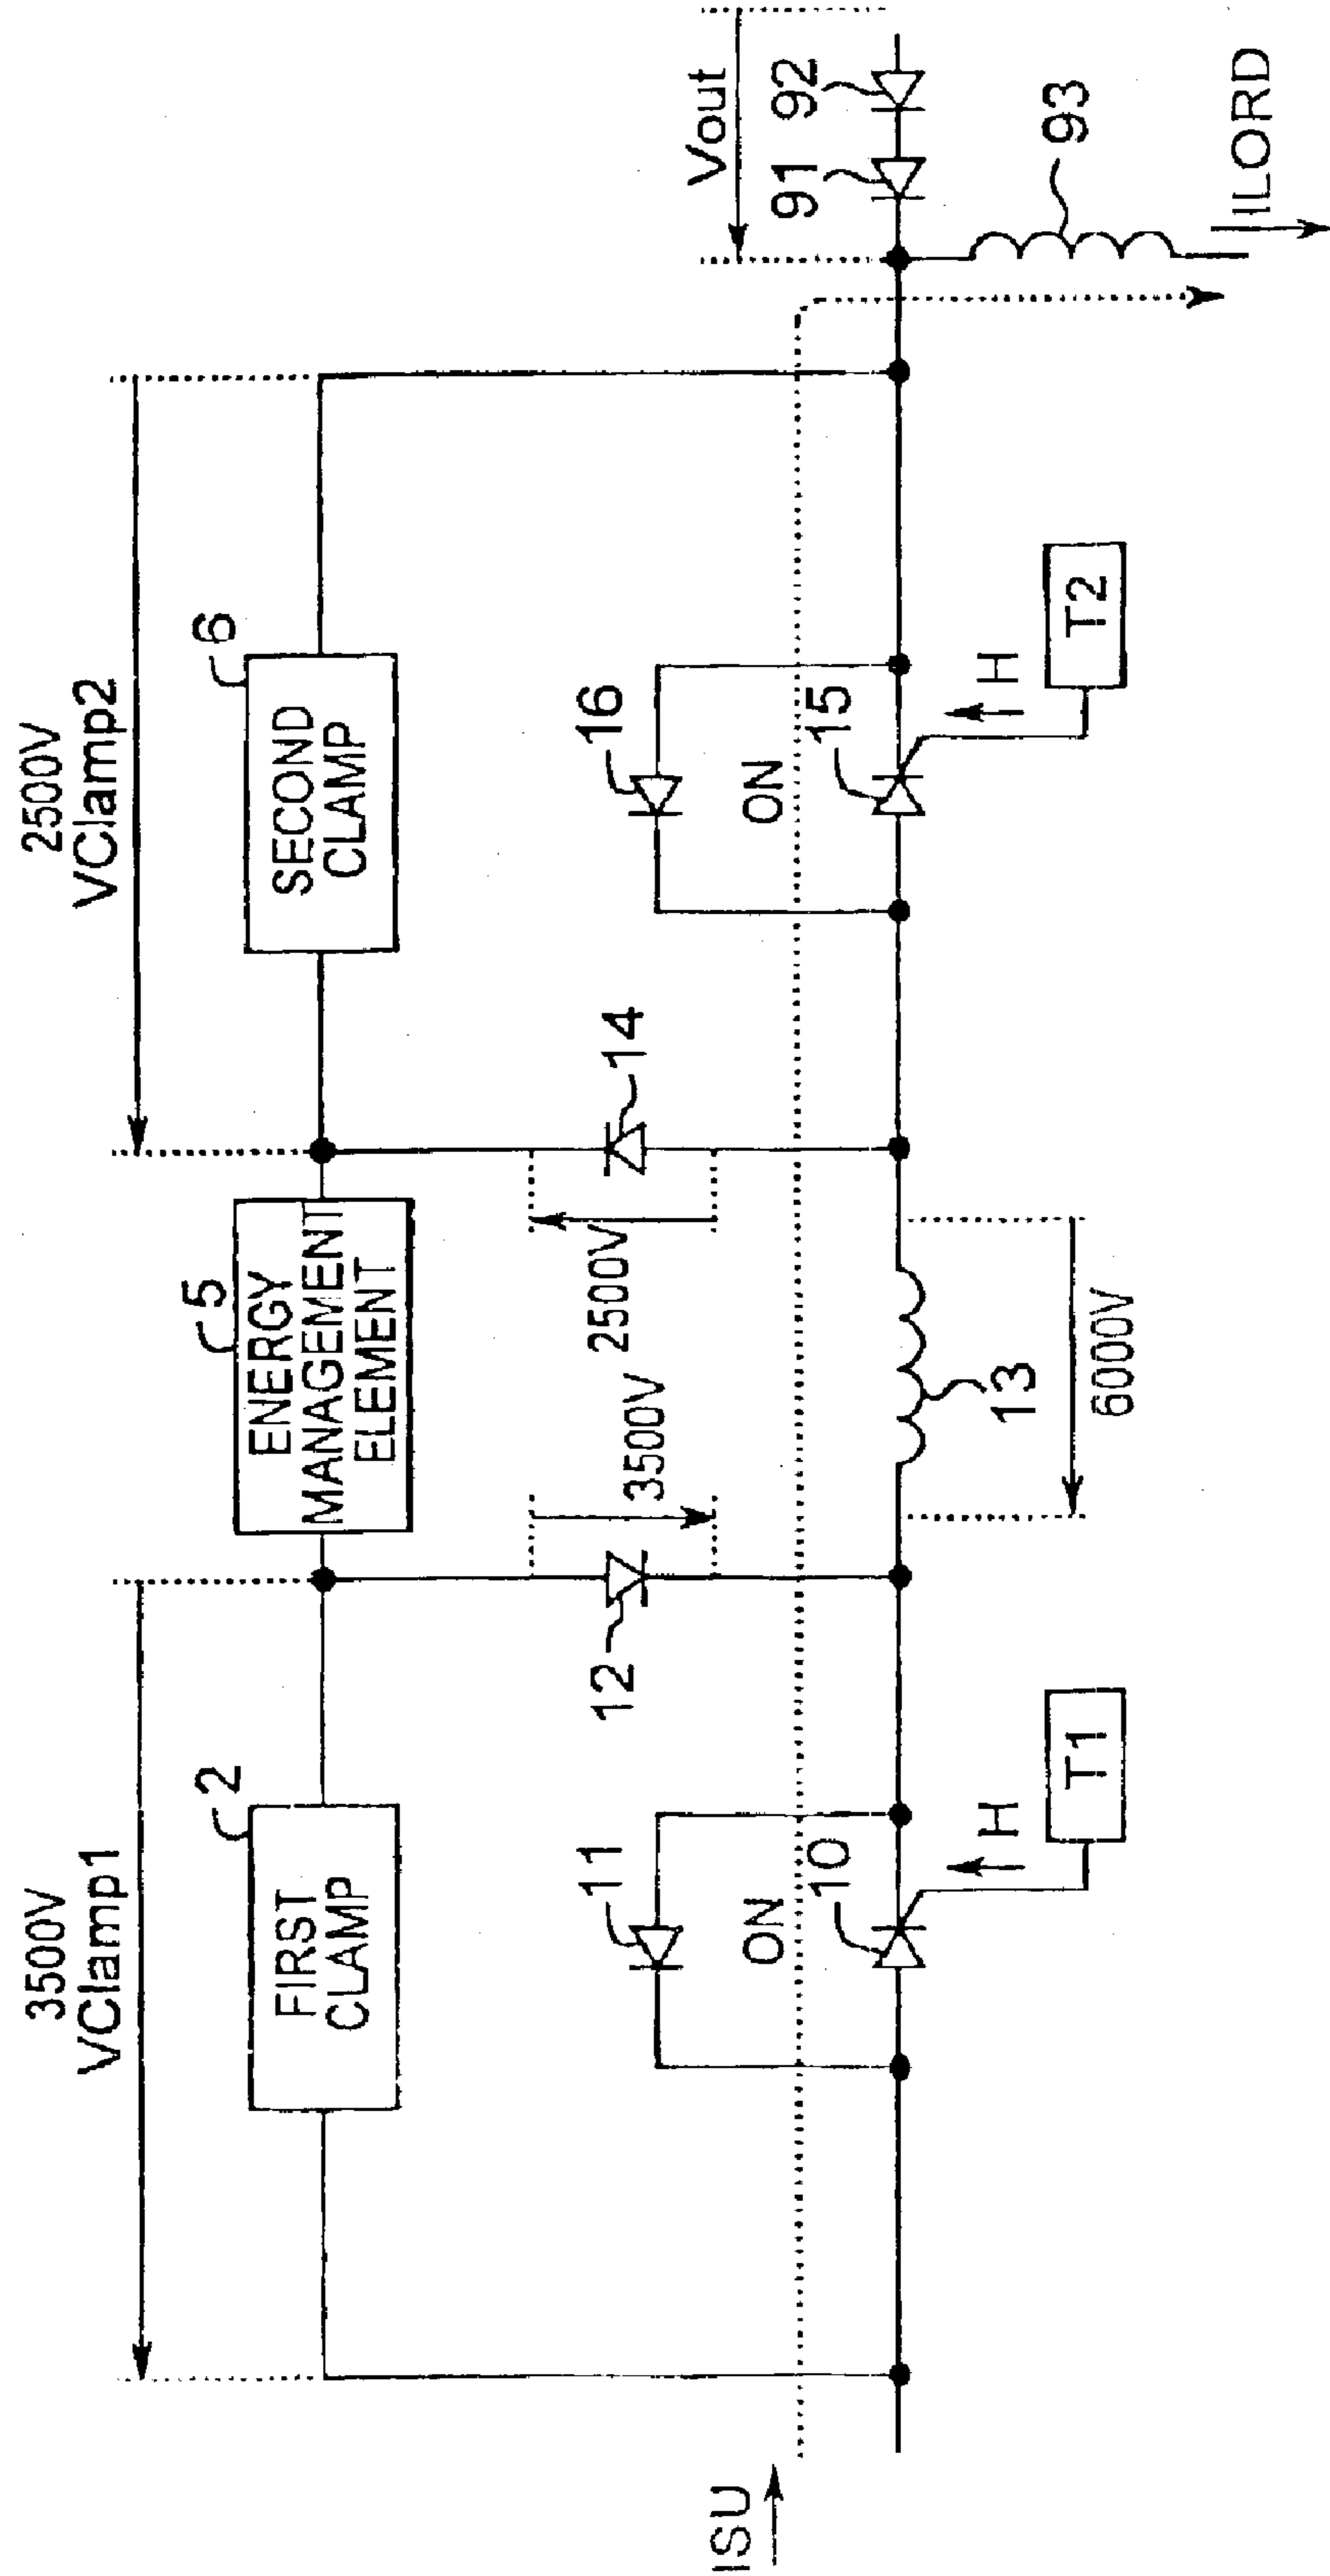 3500V
VClamp1
2500V
VClamp2
2
FIRST
CLAMP
5
ENERGY
MANAGEMENT
ELEMENT
6
SECOND
CLAMP
12
3500V
2500V
14
11
16
ISU
ON
ON
10
15
H
H
T1
T2
13
6000V
Vout
91
92
93
ILORD